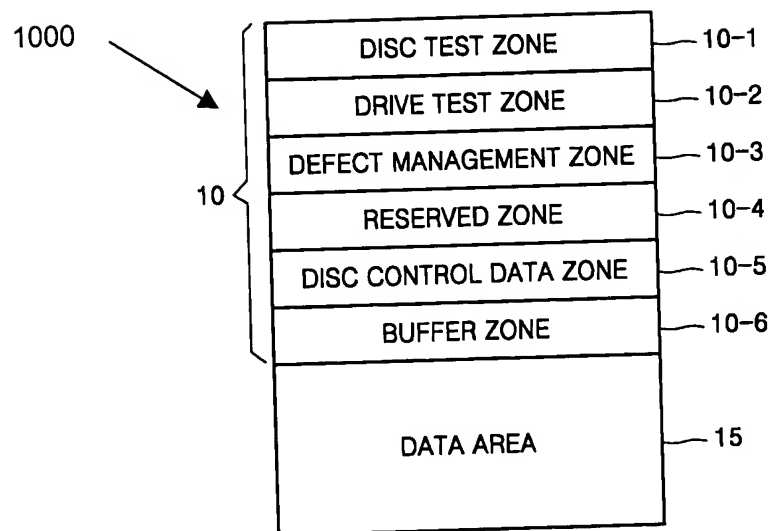 1000
DISC TEST ZONE 10-1
DRIVE TEST ZONE 10-2
DEFECT MANAGEMENT ZONE 10-3
10
RESERVED ZONE 10-4
DISC CONTROL DATA ZONE 10-5
BUFFER ZONE 10-6
DATA AREA 15